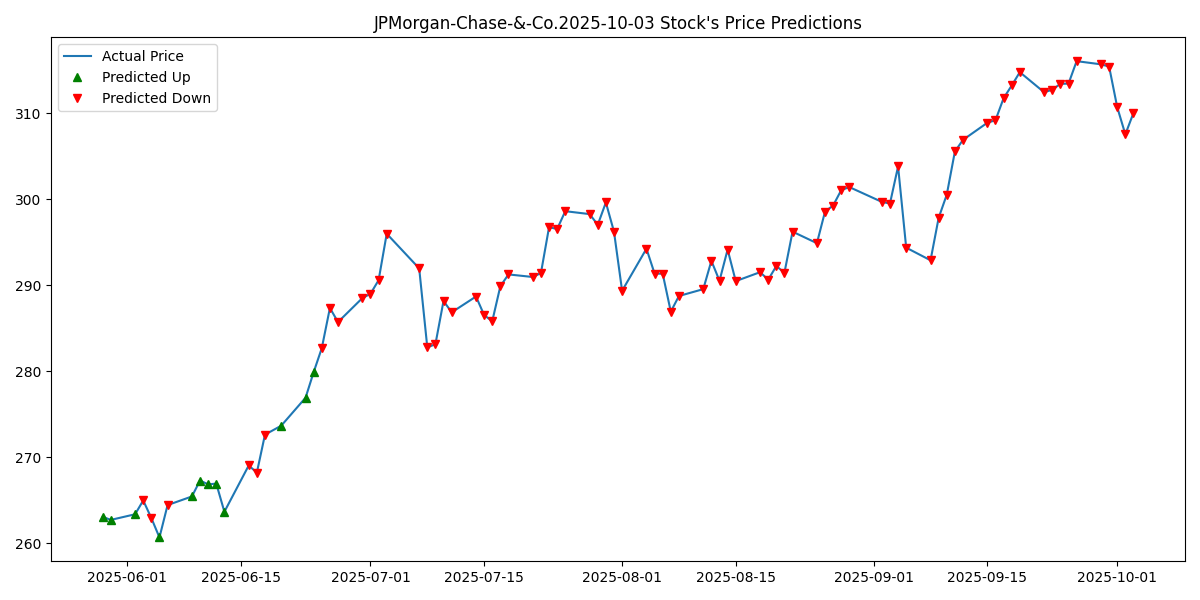 JPMorgan-Chase-&-Co.2025-10-03 Stock's Price Predictions
Actual Price
Predicted Up
Predicted Down
310
300
290
280
270
260
2025-06-01 2025-06-15 2025-07-01 2025-07-15 2025-08-01 2025-08-15 2025-09-01 2025-09-15 2025-10-01